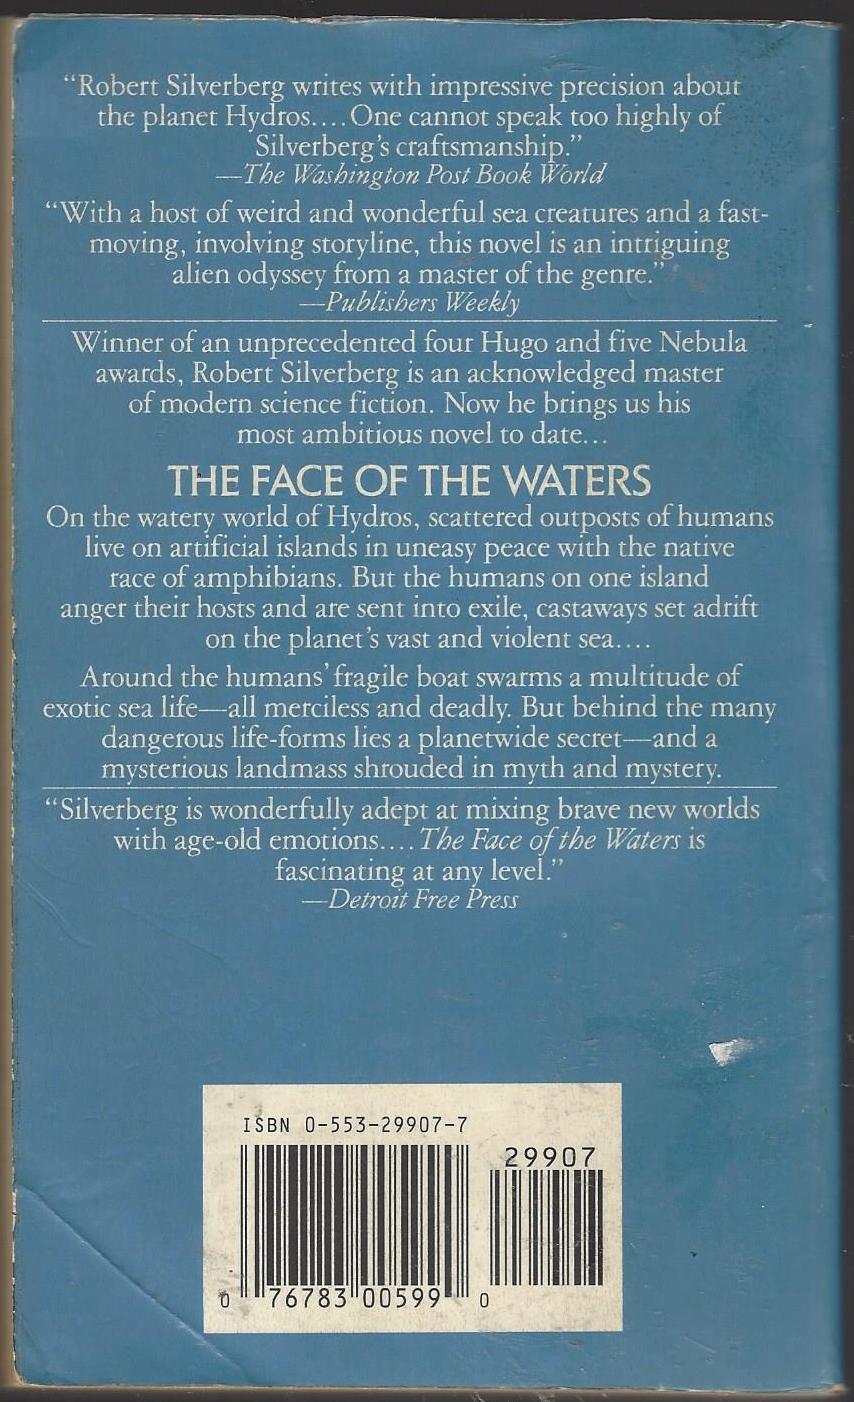 “Robert Silverberg writes with impressive precision about
the planet Hydros....One cannot speak too highly of
Silverberg’s craftsmanship.”
—The Washington Post Book World
“With a host of weird and wonderful sea creatures and a fast-
moving, involving storyline, this novel is an intriguing
alien odyssey from a master of the genre.”
—Publishers Weekly
Winner of an unprecedented four Hugo and five Nebula
awards, Robert Silverberg is an acknowledged master
of modern science fiction. Now he brings us his
most ambitious novel to date...
THE FACE OF THE WATERS
On the watery world of Hydros, scattered outposts of humans
live on artificial islands in uneasy peace with the native
race of amphibians. But the humans on one island
anger their hosts and are sent into exile, castaways set adrift
on the planet’s vast and violent sea....
Around the humans’ fragile boat swarms a multitude of
exotic sea life—all merciless and deadly. But behind the many
dangerous life-forms lies a planetwide secret—and a
mysterious landmass shrouded in myth and mystery.
“Silverberg is wonderfully adept at mixing brave new worlds
with age-old emotions....The Face of the Waters is
fascinating at any level.”
—Detroit Free Press
ISBN 0-553-29907-7
29907
0 76783 00599 0